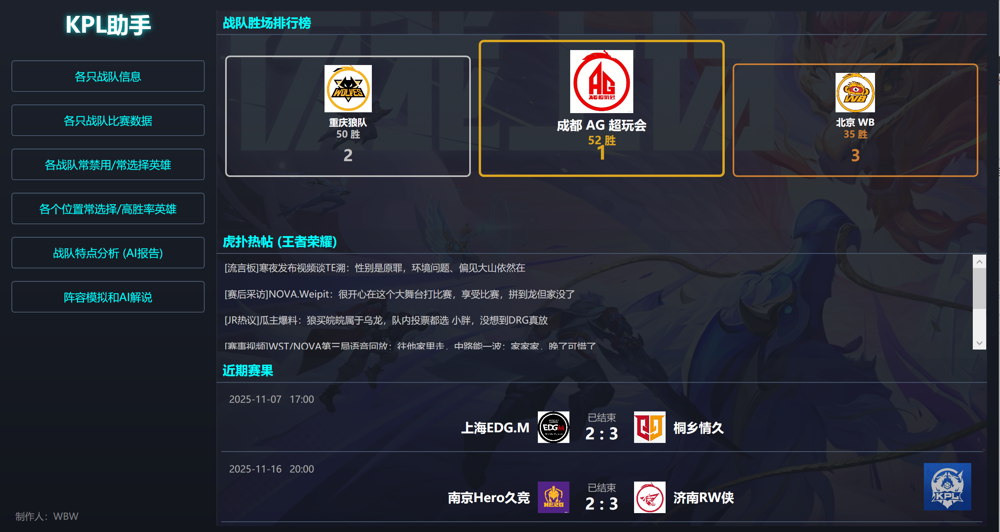 KPL助手
各只战队信息
各只战队比赛数据
各战队常禁用/常选择英雄
各个位置常选择/高胜率英雄
战队特点分析 (AI报告)
阵容模拟和AI解说
制作人：WBW
战队胜场排行榜
WOLVES
重庆狼队
50 胜
2
AG
AG超玩会
成都 AG 超玩会
52 胜
1
WB
北京 WB
35 胜
3
虎扑热帖 (王者荣耀)
[流言板]寒夜发布视频谈TE溯：性别是原罪，环境问题、偏见大山依然在
[赛后采访]NOVA.Weipit：很开心在这个大舞台打比赛，享受比赛，拼到龙但家没了
[JR热议]瓜主爆料：狼买皖皖属于乌龙，队内投票都选 小胖，没想到DRG真放
[赛事视频]WST/NOVA第三局语音回放：往他家里走，中路能一波；家家家，晚了可惜了
近期赛果
2025-11-07 17:00
上海EDG.M
EDGM
已结束
2 : 3
桐乡情久
2025-11-16 20:00
南京Hero久竞
HERO
已结束
2 : 3
济南RW侠
KPL